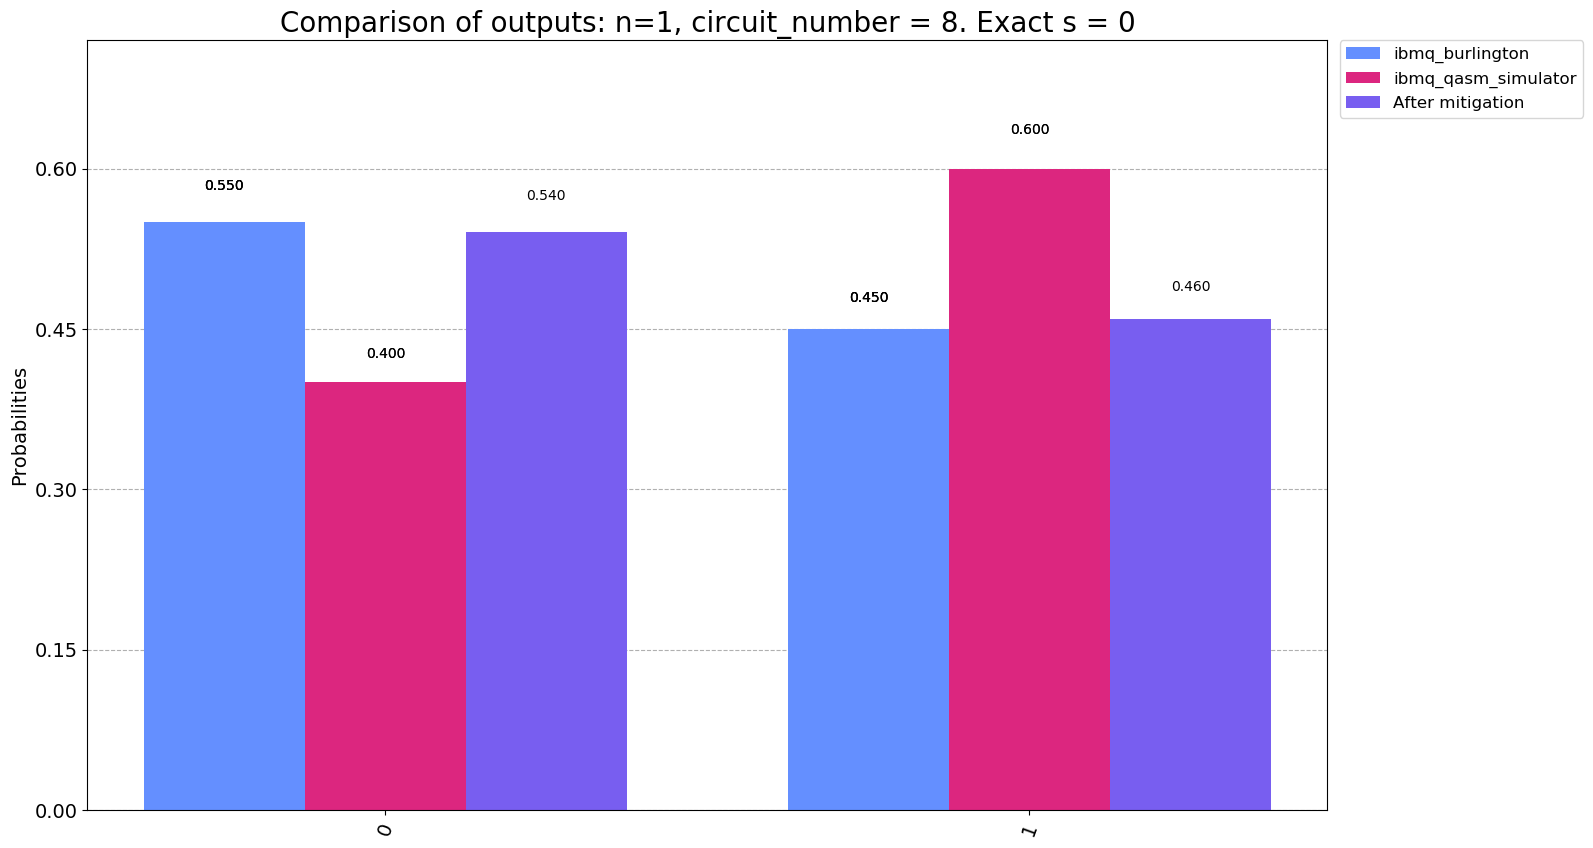 Comparison of outputs: n=1, circuit_number = 8. Exact s = 0
ibmq_burlington
ibmq_qasm_simulator
After mitigation
Probabilities
0.60
0.45
0.30
0.15
0.00
0.550
0.400
0.540
0.450
0.600
0.460
0
1